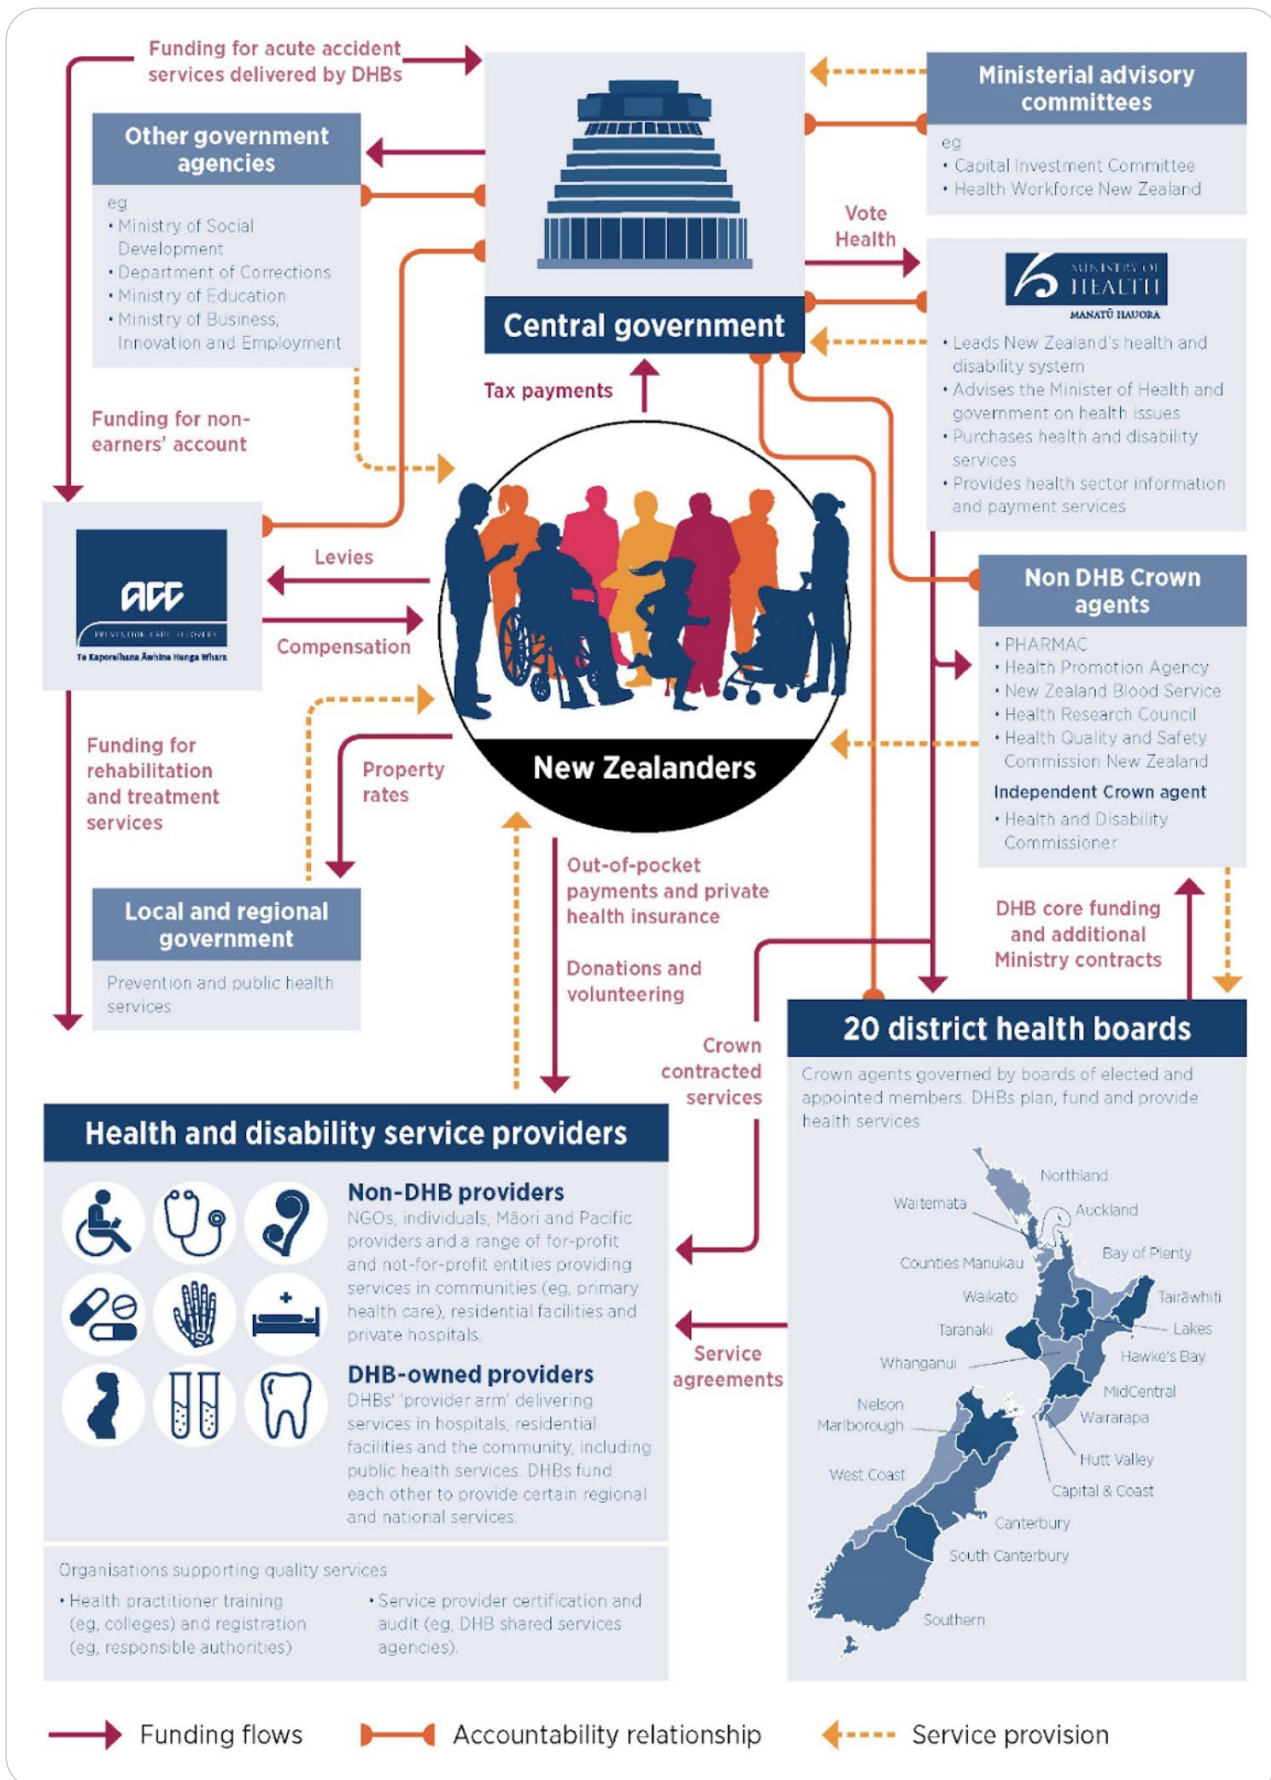 Funding for acute accident
services delivered by DHBs
Other government
agencies
eg
• Ministry of Social
Development
• Department of Corrections
• Ministry of Education
• Ministry of Business,
Innovation and Employment
Central government
Ministerial advisory
committees
eg
• Capital Investment Committee
• Health Workforce New Zealand
Vote
Health
MINISTRY OF
HEALTH
MANATŪ HAUORA
• Leads New Zealand's health and
disability system
• Advises the Minister of Health and
government on health issues
• Purchases health and disability
services
• Provides health sector information
and payment services
Tax payments
Funding for non-
earners' account
acc
PREVENTION. CARE. RECOVERY.
Te Kaporeihana Āwhina Hunga Whara
Levies
Compensation
New Zealanders
Non DHB Crown
agents
• PHARMAC
• Health Promotion Agency
• New Zealand Blood Service
• Health Research Council
• Health Quality and Safety
Commission New Zealand
Independent Crown agent
• Health and Disability
Commissioner
Funding for
rehabilitation
and treatment
services
Property
rates
Local and regional
government
Prevention and public health
services
Out-of-pocket
payments and private
health insurance
Donations and
volunteering
DHB core funding
and additional
Ministry contracts
Crown
contracted
services
20 district health boards
Crown agents governed by boards of elected and
appointed members. DHBs plan, fund and provide
health services
Northland
Waitemata
Auckland
Counties Manukau
Bay of Plenty
Waikato
Tairāwhiti
Taranaki
Lakes
Whanganui
Hawke's Bay
MidCentral
Nelson
Marlborough
Wairarapa
Hutt Valley
West Coast
Capital & Coast
Canterbury
South Canterbury
Southern
Health and disability service providers
Non-DHB providers
NGOs, individuals, Māori and Pacific
providers and a range of for-profit
and not-for-profit entities providing
services in communities (eg, primary
health care), residential facilities and
private hospitals.
DHB-owned providers
DHBs' 'provider arm' delivering
services in hospitals, residential
facilities and the community, including
public health services. DHBs fund
each other to provide certain regional
and national services.
Service
agreements
Organisations supporting quality services
• Health practitioner training
(eg, colleges) and registration
(eg, responsible authorities)
• Service provider certification and
audit (eg, DHB shared services
agencies).
Funding flows
Accountability relationship
Service provision